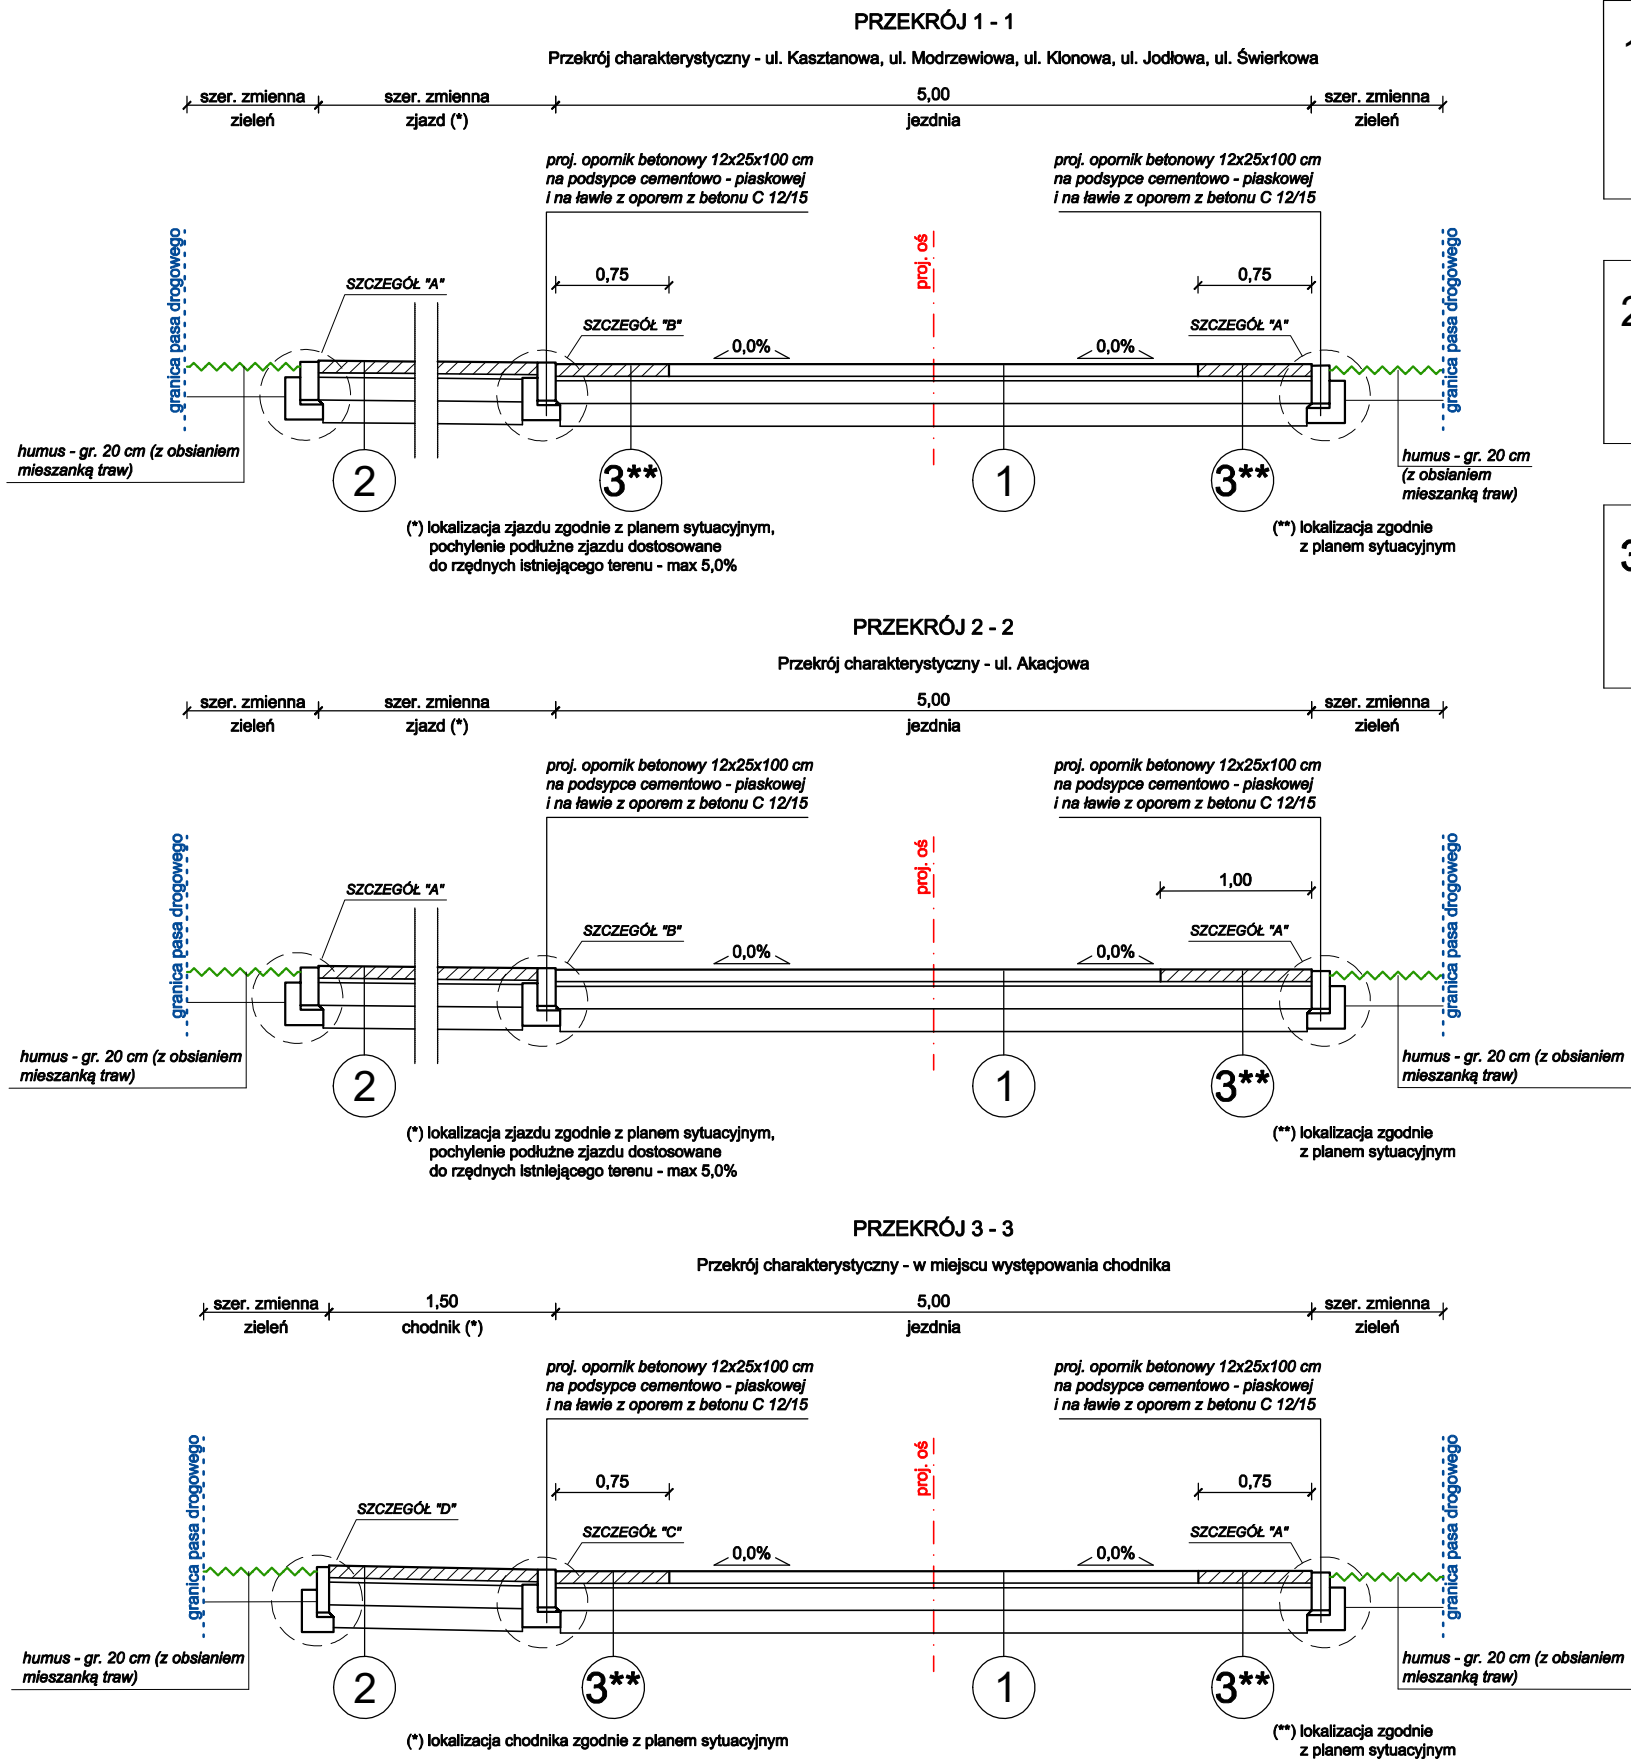 PRZEKRÓJ 1 - 1
Przekrój charakterystyczny - ul. Kasztanowa, ul. Modrzewiowa, ul. Klonowa, ul. Jodłowa, ul. Świerkowa
szer. zmienna
zieleń
szer. zmienna
zjazd (*)
5,00
jezdnia
szer. zmienna
zieleń
proj. opornik betonowy 12x25x100 cm
na podsypce cementowo - piaskowej
i na ławie z oporem z betonu C 12/15
proj. opornik betonowy 12x25x100 cm
na podsypce cementowo - piaskowej
i na ławie z oporem z betonu C 12/15
granica pasa drogowego
SZCZEGÓŁ "A"
0,75
SZCZEGÓŁ "B"
0,0%
proj. oś
0,0%
0,75
SZCZEGÓŁ "A"
granica pasa drogowego
humus - gr. 20 cm (z obsianiem
mieszanką traw)
2
3**
1
3**
humus - gr. 20 cm
(z obsianiem
mieszanką traw)
(*) lokalizacja zjazdu zgodnie z planem sytuacyjnym,
pochylenie podłużne zjazdu dostosowane
do rzędnych istniejącego terenu - max 5,0%
(**) lokalizacja zgodnie
z planem sytuacyjnym
PRZEKRÓJ 2 - 2
Przekrój charakterystyczny - ul. Akacjowa
szer. zmienna
zieleń
szer. zmienna
zjazd (*)
5,00
jezdnia
szer. zmienna
zieleń
proj. opornik betonowy 12x25x100 cm
na podsypce cementowo - piaskowej
i na ławie z oporem z betonu C 12/15
proj. opornik betonowy 12x25x100 cm
na podsypce cementowo - piaskowej
i na ławie z oporem z betonu C 12/15
granica pasa drogowego
SZCZEGÓŁ "A"
SZCZEGÓŁ "B"
0,0%
proj. oś
0,0%
1,00
SZCZEGÓŁ "A"
granica pasa drogowego
humus - gr. 20 cm (z obsianiem
mieszanką traw)
2
1
3**
humus - gr. 20 cm (z obsianiem
mieszanką traw)
(*) lokalizacja zjazdu zgodnie z planem sytuacyjnym,
pochylenie podłużne zjazdu dostosowane
do rzędnych istniejącego terenu - max 5,0%
(**) lokalizacja zgodnie
z planem sytuacyjnym
PRZEKRÓJ 3 - 3
Przekrój charakterystyczny - w miejscu występowania chodnika
szer. zmienna
zieleń
1,50
chodnik (*)
5,00
jezdnia
szer. zmienna
zieleń
proj. opornik betonowy 12x25x100 cm
na podsypce cementowo - piaskowej
i na ławie z oporem z betonu C 12/15
proj. opornik betonowy 12x25x100 cm
na podsypce cementowo - piaskowej
i na ławie z oporem z betonu C 12/15
granica pasa drogowego
SZCZEGÓŁ "D"
0,75
SZCZEGÓŁ "C"
0,0%
proj. oś
0,0%
0,75
SZCZEGÓŁ "A"
granica pasa drogowego
humus - gr. 20 cm (z obsianiem
mieszanką traw)
2
3**
1
3**
humus - gr. 20 cm (z obsianiem
mieszanką traw)
(*) lokalizacja chodnika zgodnie z planem sytuacyjnym
(**) lokalizacja zgodnie
z planem sytuacyjnym